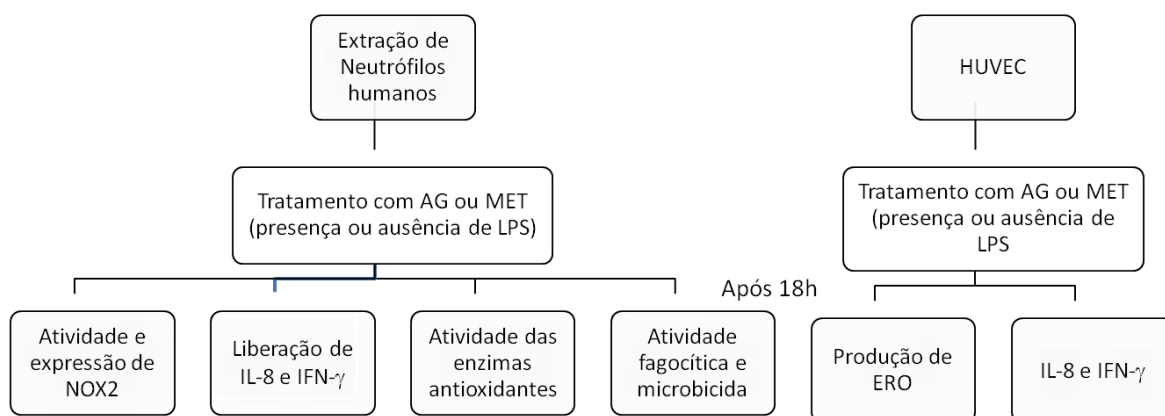 Extração de
Neutrófilos
humanos
HUVEC
Tratamento com AG ou MET
(presença ou ausência de LPS)
Tratamento com AG ou MET
(presença ou ausência de
LPS
Após 18h
Atividade e
expressão de
NOX2
Liberação de
IL-8 e IFN-γ
Atividade das
enzimas
antioxidantes
Atividade
fagocítica e
microbicida
Produção de
ERO
IL-8 e IFN-γ